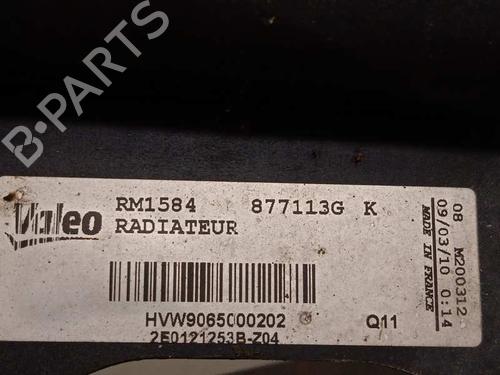 B-PARTS
Valeo
RM1584 877113G K
RADIATEUR
HVW9065000202 Q11
2E0121253B-Z04
08 M200312
09/03/10 0:14
MADE IN FRANCE